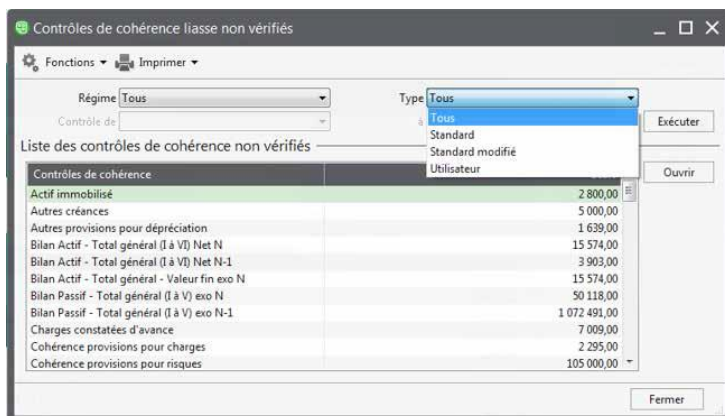 Contrôles de cohérence liasse non vérifiés
Fonctions Imprimer
Régime Tous Type Tous
Contrôle de à
Tous
Standard
Standard modifié
Utilisateur
Exécuter
Liste des contrôles de cohérence non vérifiés
Ouvrir
Contrôles de cohérence
Actif immobilisé 2 800,00
Autres créances 5 000,00
Autres provisions pour dépréciation 1 639,00
Bilan Actif - Total général (I à VI) Net N 15 574,00
Bilan Actif - Total général (I à VI) Net N-1 3 903,00
Bilan Actif - Total général - Valeur fin exo N 15 574,00
Bilan Passif - Total général (I à V) exo N 50 118,00
Bilan Passif - Total général (I à V) exo N-1 1 072 491,00
Charges constatées d'avance 7 009,00
Cohérence provisions pour charges 2 295,00
Cohérence provisions pour risques 105 000,00
Fermer